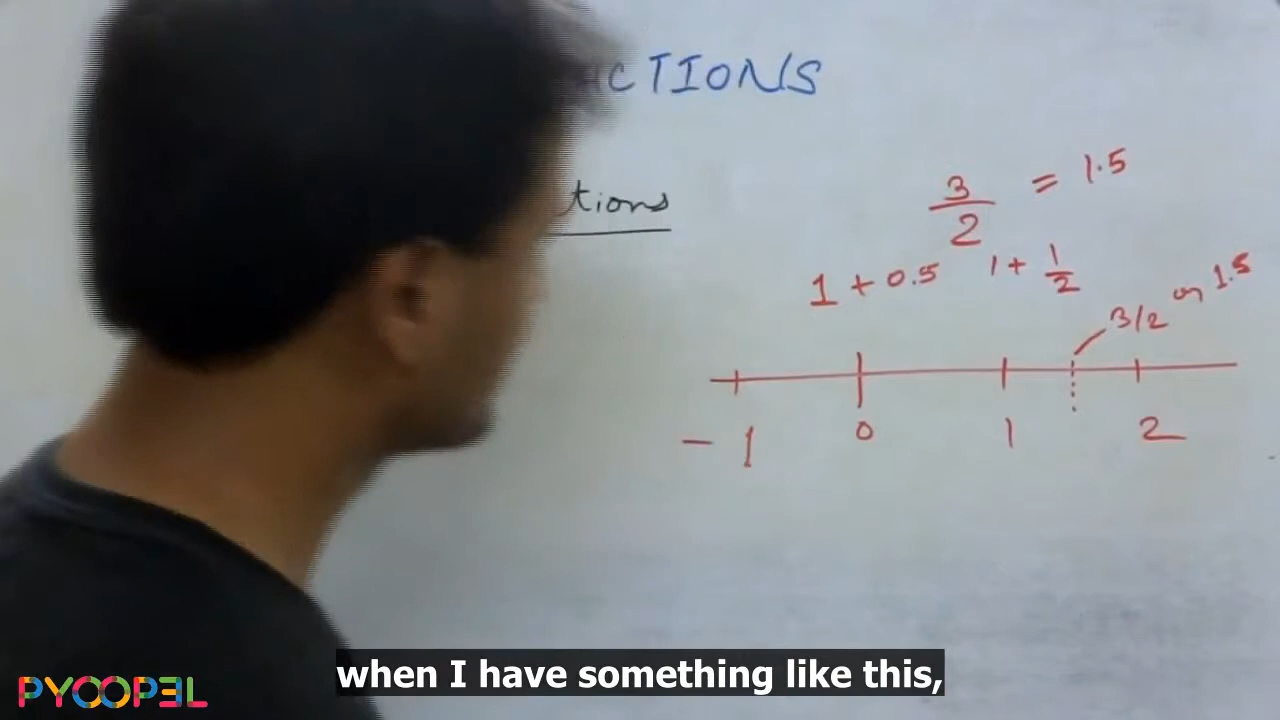 ACTIONS
tions
3/2 = 1.5
1 + 0.5 1 + 1/2
3/2 or 1.5
- 1 0 1 2
when I have something like this,
PYOOPEL